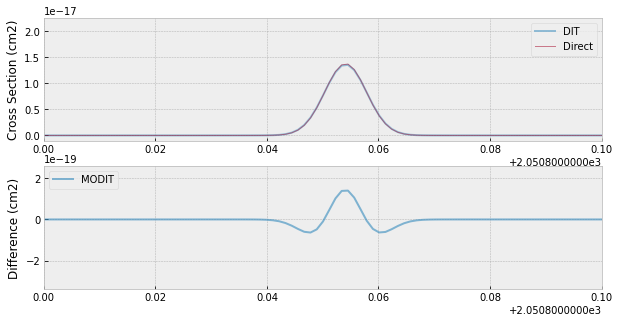 1e−17
Cross Section (cm2)
2.0
1.5
1.0
0.5
0.0
DIT
Direct
0.00
0.02
0.04
0.06
0.08
0.10
+2.0508000000e3
1e−19
Difference (cm2)
2
0
−2
MODIT
0.00
0.02
0.04
0.06
0.08
0.10
+2.0508000000e3